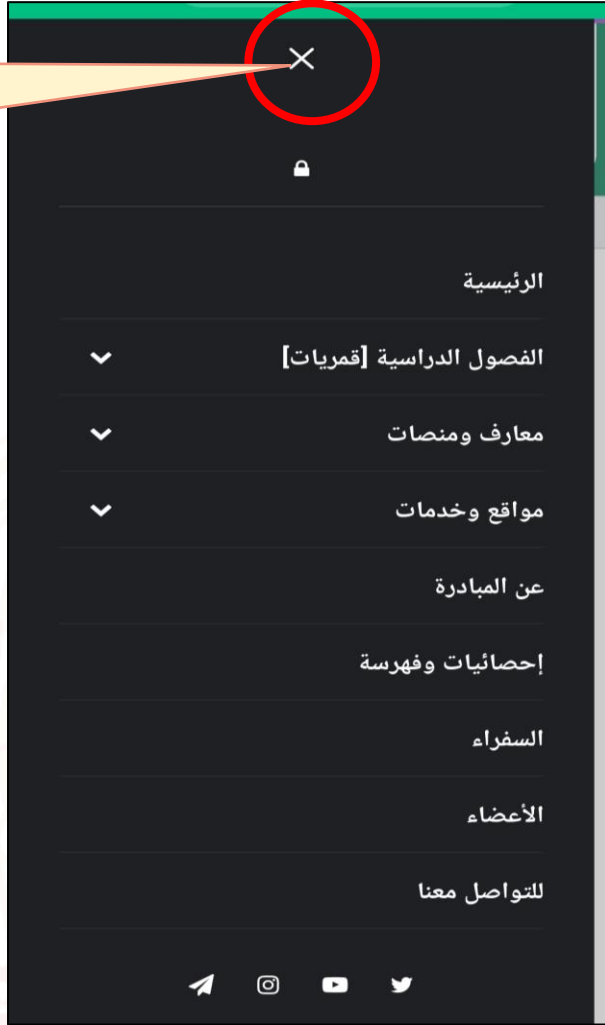 الرئيسية
الفصول الدراسية [قمريات]
معارف ومنصات
مواقع وخدمات
عن المبادرة
إحصائيات وفهرسة
السفراء
الأعضاء
للتواصل معنا